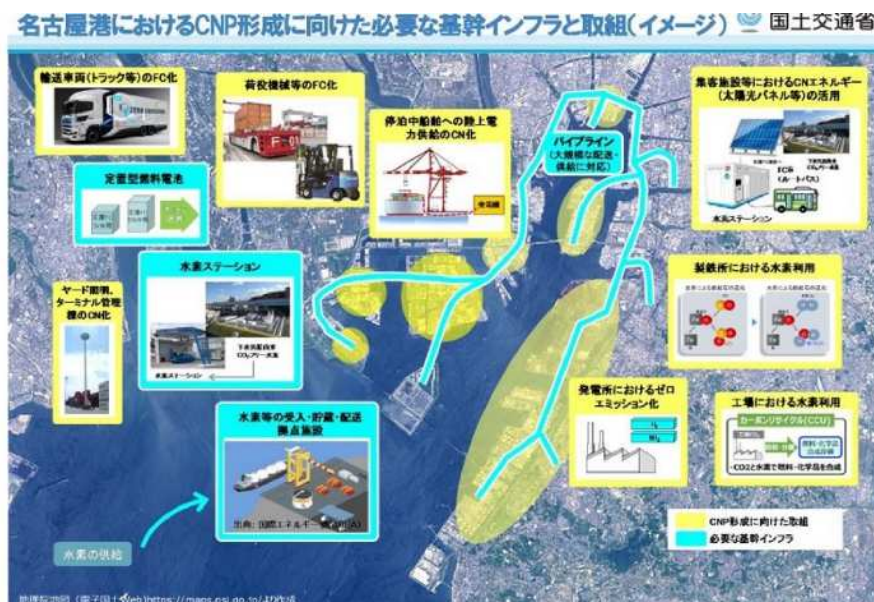 名古屋港におけるCNP形成に向けた必要な基幹インフラと取組(イメージ)
国土交通省
輸送車両(トラック等)のFC化
荷役機械等のFC化
停泊中船舶への陸上電
力供給のCN化
パイプライン
(大規模な配送・
供給に対応)
集客施設等におけるCNエネルギー
(太陽光パネル等)の活用
水素ステーション
定置型燃料電池
水素ステーション
水素ステーション
ヤード照明、
ターミナル管理
棟のCN化
製鉄所における水素利用
水素等の受入・貯蔵・配送
拠点施設
水素の供給
発電所におけるゼロ
エミッション化
H₂
NH₃
工場における水素利用
カーボンリサイクル(CCU)
・CO2と水素で燃料・化学品を合成
CNP形成に向けた取組
必要な基幹インフラ